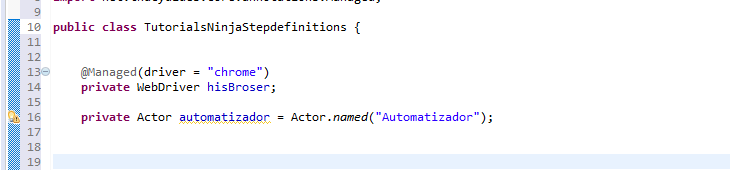 9
10 public class TutorialsNinjaStepdefinitions {
11
12
13 @Managed(driver = "chrome")
14 private WebDriver hisBroser;
15
16 private Actor automatizador = Actor.named("Automatizador");
17
18
19